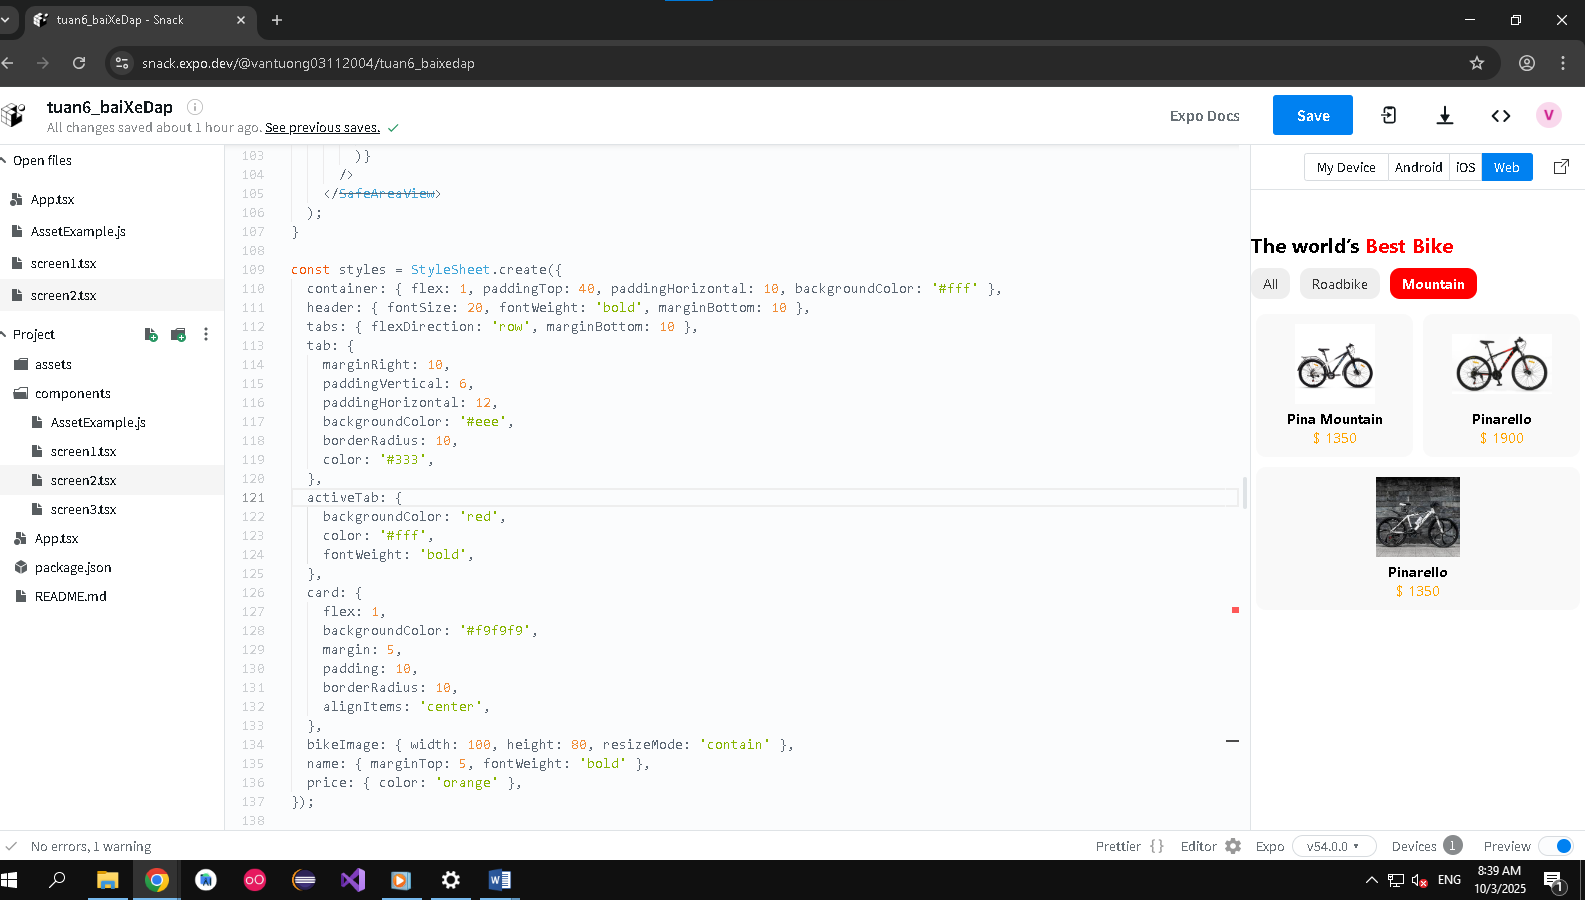 tuan6_baiXeDap - Snack
snack.expo.dev/@vantuong03112004/tuan6_baixedap
tuan6_baiXeDap
All changes saved about 1 hour ago. See previous saves.
Expo Docs
Save
V
Open files
App.tsx
AssetExample.js
screen1.tsx
screen2.tsx
Project
assets
components
AssetExample.js
screen1.tsx
screen2.tsx
screen3.tsx
App.tsx
package.json
README.md
103 )}
104 />
105 </SafeAreaView>
106 );
107 }
108
109 const styles = StyleSheet.create({
110 container: { flex: 1, paddingTop: 40, paddingHorizontal: 10, backgroundColor: '#fff' },
111 header: { fontSize: 20, fontWeight: 'bold', marginBottom: 10 },
112 tabs: { flexDirection: 'row', marginBottom: 10 },
113 tab: {
114 marginRight: 10,
115 paddingVertical: 6,
116 paddingHorizontal: 12,
117 backgroundColor: '#eee',
118 borderRadius: 10,
119 color: '#333',
120 },
121 activeTab: {
122 backgroundColor: 'red',
123 color: '#fff',
124 fontWeight: 'bold',
125 },
126 card: {
127 flex: 1,
128 backgroundColor: '#f9f9f9',
129 margin: 5,
130 padding: 10,
131 borderRadius: 10,
132 alignItems: 'center',
133 },
134 bikeImage: { width: 100, height: 80, resizeMode: 'contain' },
135 name: { marginTop: 5, fontWeight: 'bold' },
136 price: { color: 'orange' },
137 });
138
My Device Android iOS Web
The world's Best Bike
All Roadbike Mountain
Pina Mountain
$ 1350
Pinarello
$ 1900
Pinarello
$ 1350
No errors, 1 warning
Prettier {} Editor Expo v54.0.0 Devices 1 Preview
ENG
8:39 AM
10/3/2025
1